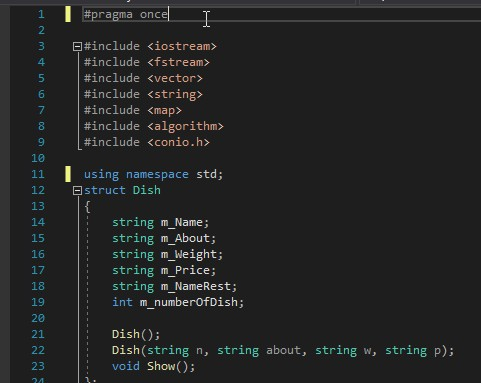 1 #pragma once
2
3 #include <iostream>
4 #include <fstream>
5 #include <vector>
6 #include <string>
7 #include <map>
8 #include <algorithm>
9 #include <conio.h>
10
11 using namespace std;
12 struct Dish
13 {
14 string m_Name;
15 string m_About;
16 string m_Weight;
17 string m_Price;
18 string m_NameRest;
19 int m_numberOfDish;
20
21 Dish();
22 Dish(string n, string about, string w, string p);
23 void Show();
24 };